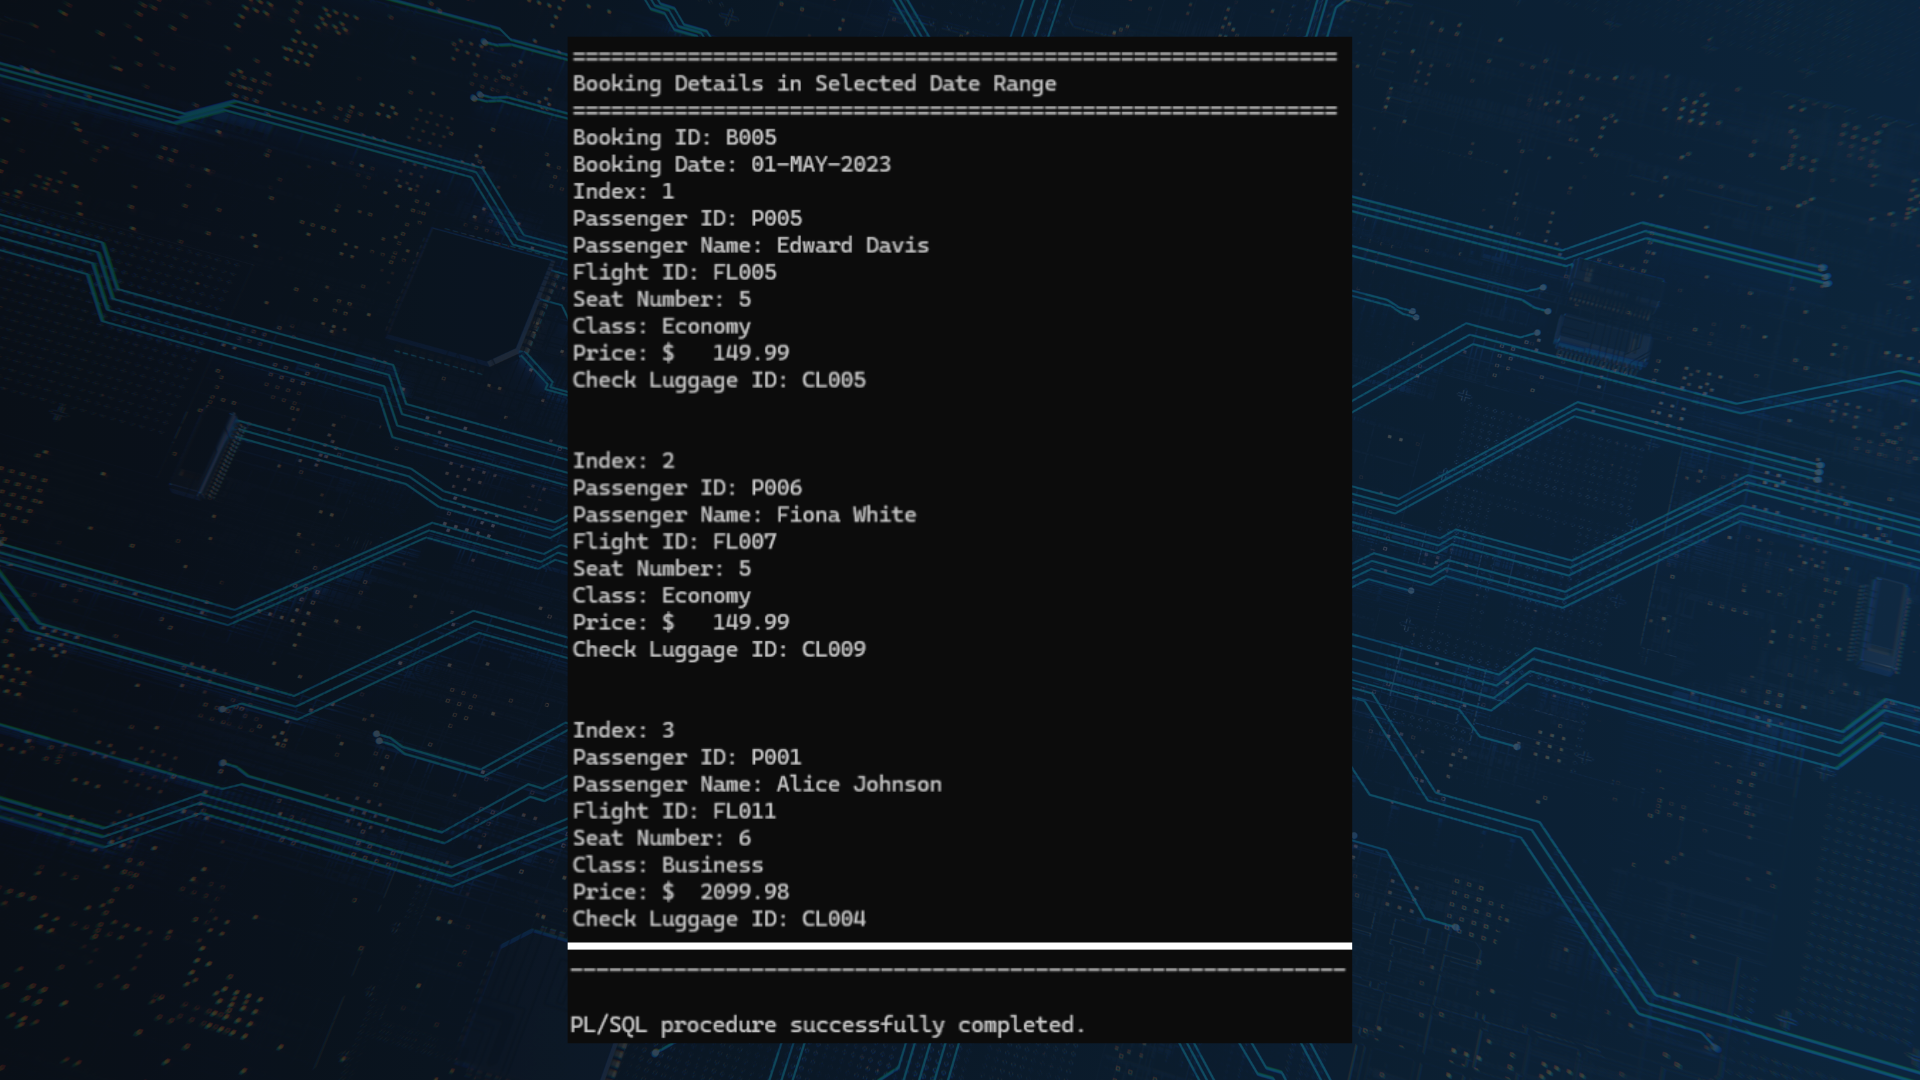 ============================================================
Booking Details in Selected Date Range
============================================================
Booking ID: B005
Booking Date: 01-MAY-2023
Index: 1
Passenger ID: P005
Passenger Name: Edward Davis
Flight ID: FL005
Seat Number: 5
Class: Economy
Price: $   149.99
Check Luggage ID: CL005
Index: 2
Passenger ID: P006
Passenger Name: Fiona White
Flight ID: FL007
Seat Number: 5
Class: Economy
Price: $   149.99
Check Luggage ID: CL009
Index: 3
Passenger ID: P001
Passenger Name: Alice Johnson
Flight ID: FL011
Seat Number: 6
Class: Business
Price: $  2099.98
Check Luggage ID: CL004
------------------------------------------------------------
PL/SQL procedure successfully completed.